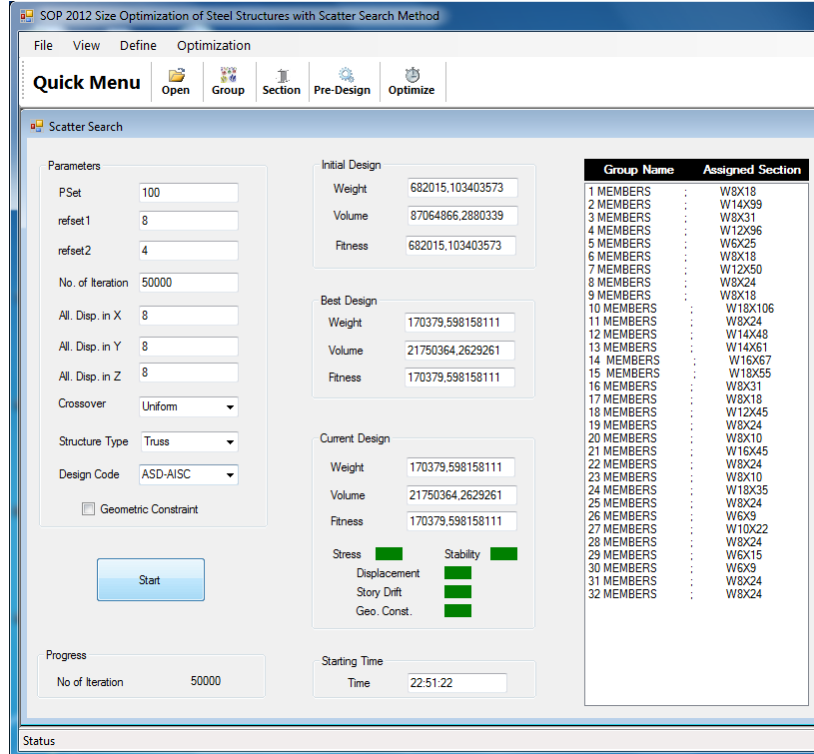 SOP 2012 Size Optimization of Steel Structures with Scatter Search Method
File View Define Optimization
Quick Menu Open Group Section Pre-Design Optimize
Scatter Search
Parameters
PSet 100
refset1 8
refset2 4
No. of Iteration 50000
All. Disp. in X 8
All. Disp. in Y 8
All. Disp. in Z 8
Crossover Uniform
Structure Type Truss
Design Code ASD-AISC
Geometric Constraint
Start
Progress
No of Iteration 50000
Initial Design
Weight 682015,103403573
Volume 87064866,2880339
Fitness 682015,103403573
Best Design
Weight 170379,598158111
Volume 21750364,2629261
Fitness 170379,598158111
Current Design
Weight 170379,598158111
Volume 21750364,2629261
Fitness 170379,598158111
Stress Stability
Displacement
Story Drift
Geo. Const.
Starting Time
Time 22:51:22
Group Name Assigned Section
1 MEMBERS : W8X18
2 MEMBERS : W14X99
3 MEMBERS : W8X31
4 MEMBERS : W12X96
5 MEMBERS : W6X25
6 MEMBERS : W8X18
7 MEMBERS : W12X50
8 MEMBERS : W8X24
9 MEMBERS : W8X18
10 MEMBERS : W18X106
11 MEMBERS : W8X24
12 MEMBERS : W14X48
13 MEMBERS : W14X61
14 MEMBERS : W16X67
15 MEMBERS : W18X55
16 MEMBERS : W8X31
17 MEMBERS : W8X18
18 MEMBERS : W12X45
19 MEMBERS : W8X24
20 MEMBERS : W8X10
21 MEMBERS : W16X45
22 MEMBERS : W8X24
23 MEMBERS : W8X10
24 MEMBERS : W18X35
25 MEMBERS : W8X24
26 MEMBERS : W6X9
27 MEMBERS : W10X22
28 MEMBERS : W8X24
29 MEMBERS : W6X15
30 MEMBERS : W6X9
31 MEMBERS : W8X24
32 MEMBERS : W8X24
Status